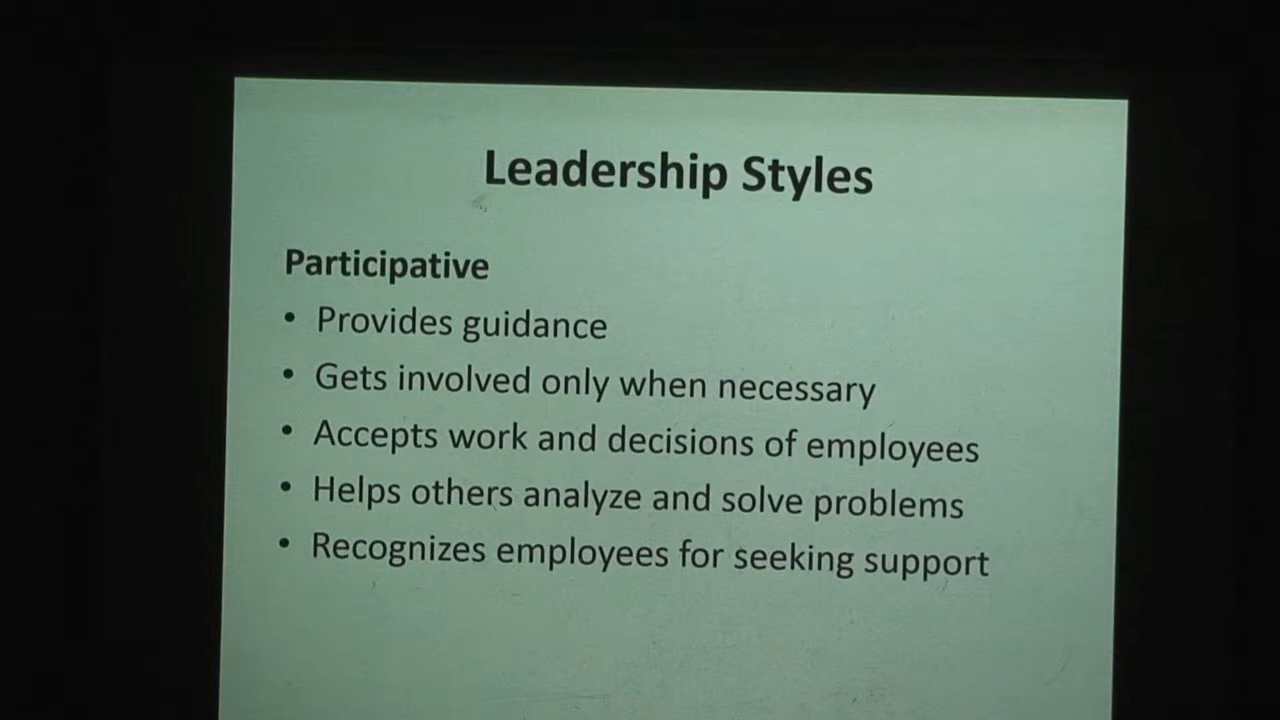 Leadership Styles
Participative
• Provides guidance
• Gets involved only when necessary
• Accepts work and decisions of employees
• Helps others analyze and solve problems
• Recognizes employees for seeking support